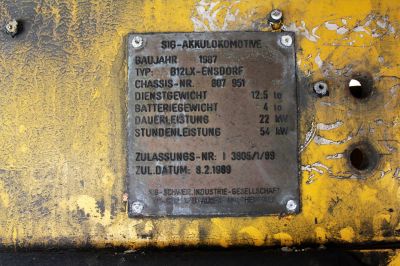 SIG-AKKULOKOMOTIVE
BAUJAHR 1987
TYP: B12LX-ENSDORF
CHASSIS-NR. 807 951
DIENSTGEWICHT 12.5 to
BATTERIEGEWICHT 4 to
DAUERLEISTUNG 22 kW
STUNDENLEISTUNG 54 kW
ZULASSUNGS-NR: I 3805/1/89
ZUL.DATUM: 8.2.1989
SIG-SCHWEIZ.INDUSTRIE-GESELLSCHAFT